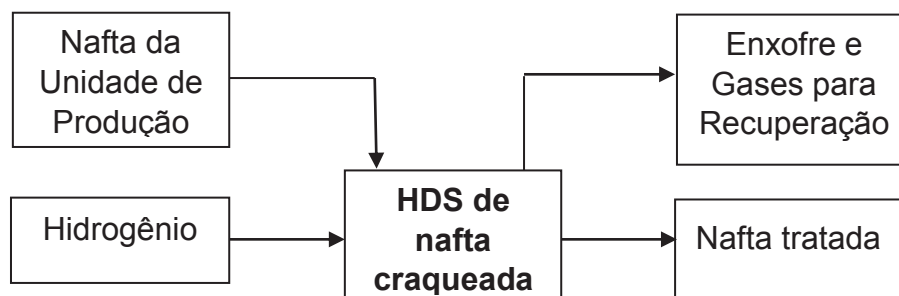 Nafta da
Unidade de
Produção
Enxofre e
Gases para
Recuperação
Hidrogênio
HDS de
nafta
craqueada
Nafta tratada